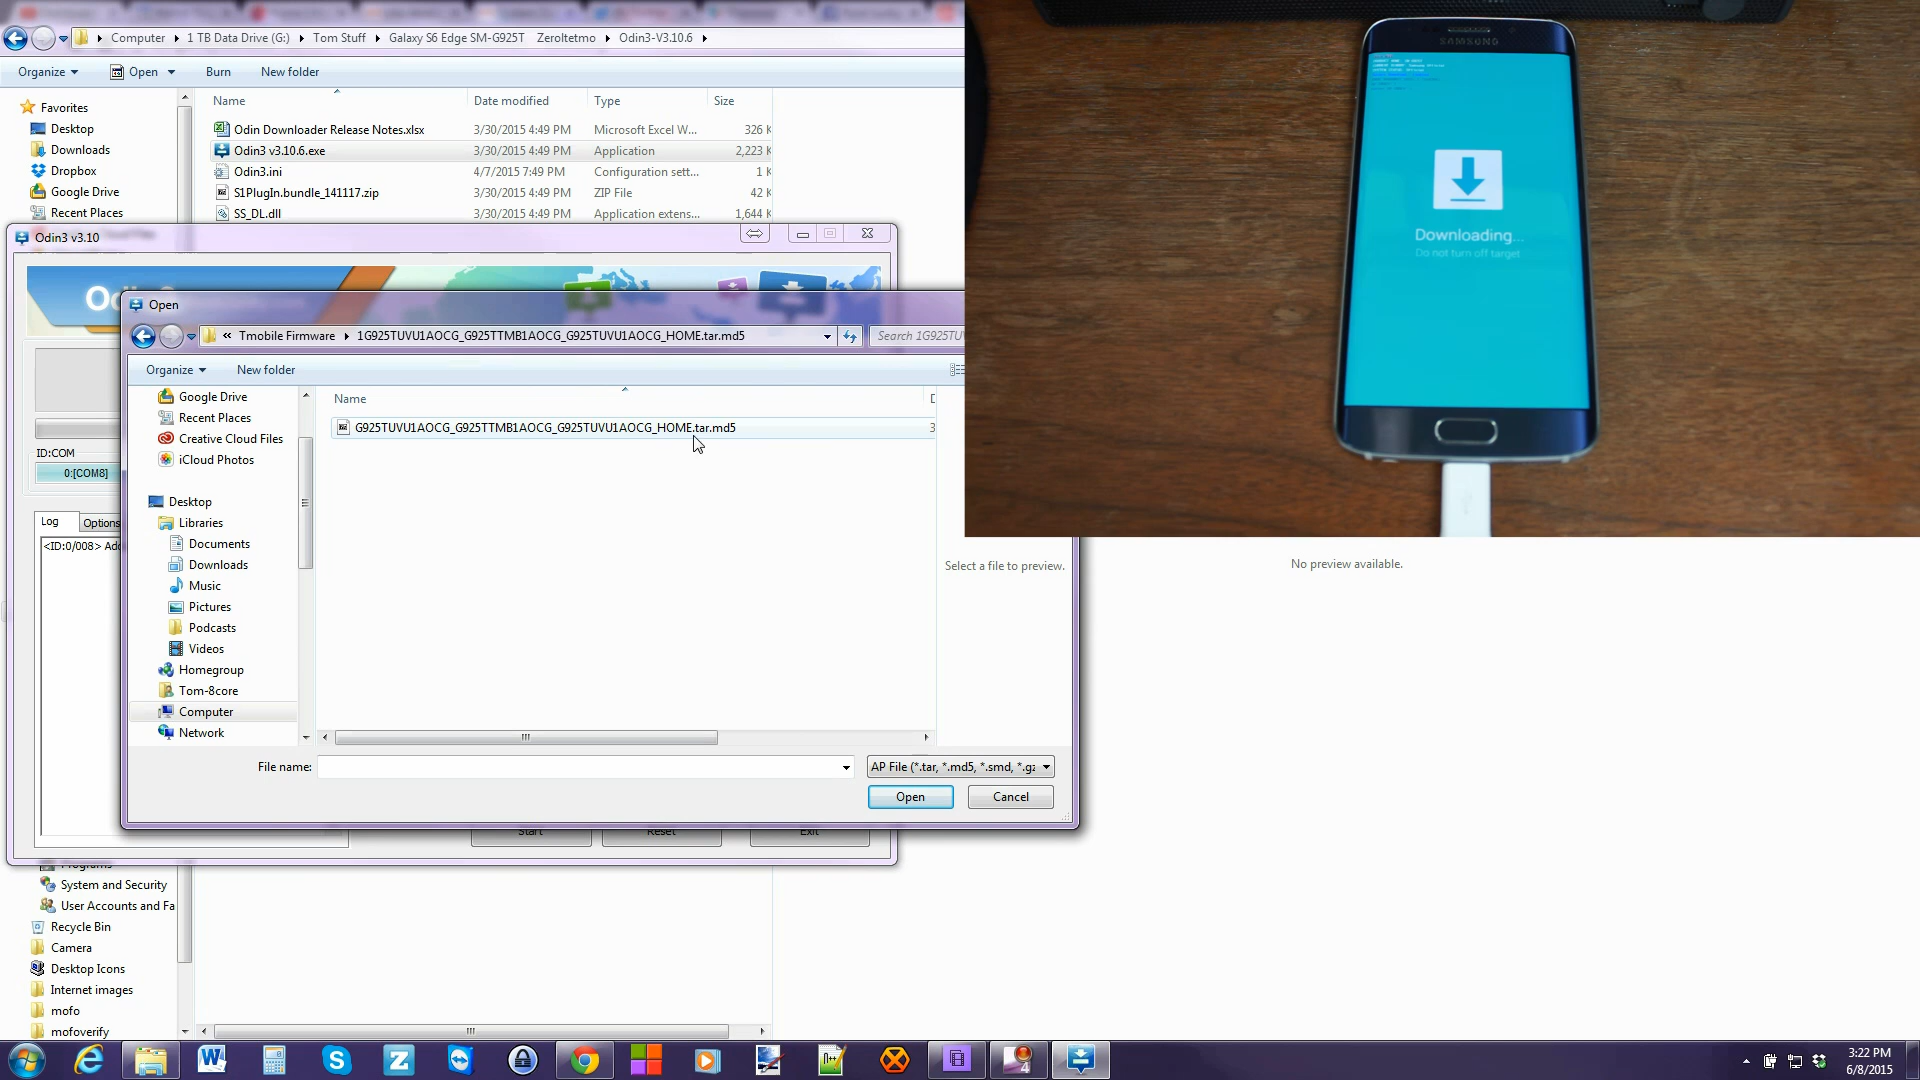 Computer ▸ 1 TB Data Drive (G:) ▸ Tom Stuff ▸ Galaxy S6 Edge SM-G925T Zeroltetmo ▸ Odin3-V3.10.6 ▸
Organize Open Burn New folder
Name Date modified Type Size
Favorites
Desktop
Downloads
Dropbox
Google Drive
Recent Places
Odin Downloader Release Notes.xlsx 3/30/2015 4:49 PM Microsoft Excel W... 326 K
Odin3 v3.10.6.exe 3/30/2015 4:49 PM Application 2,223 K
Odin3.ini 4/7/2015 7:49 PM Configuration sett... 1 K
S1PlugIn.bundle_141117.zip 3/30/2015 4:49 PM ZIP File 42 K
SS_DL.dll 3/30/2015 4:49 PM Application extens... 1,644 K
Odin3 v3.10
Open
« Tmobile Firmware ▸ 1G925TUVU1AOCG_G925TTMB1AOCG_G925TUVU1AOCG_HOME.tar.md5
Search 1G925TU
Organize New folder
Google Drive
Recent Places
Creative Cloud Files
iCloud Photos
Desktop
Libraries
Documents
Downloads
Music
Pictures
Podcasts
Videos
Homegroup
Tom-8core
Computer
Network
Name
G925TUVU1AOCG_G925TTMB1AOCG_G925TUVU1AOCG_HOME.tar.md5
Select a file to preview.
File name:
AP File (*.tar, *.md5, *.smd, *.gz
Open Cancel
ID:COM
0:[COM8]
Log Options
<ID:0/008> Add
Start Reset Exit
Programs
System and Security
User Accounts and Fa
Recycle Bin
Camera
Desktop Icons
Internet images
mofo
mofoverify
No preview available.
SAMSUNG
Downloading...
Do not turn off target
3:22 PM
6/8/2015